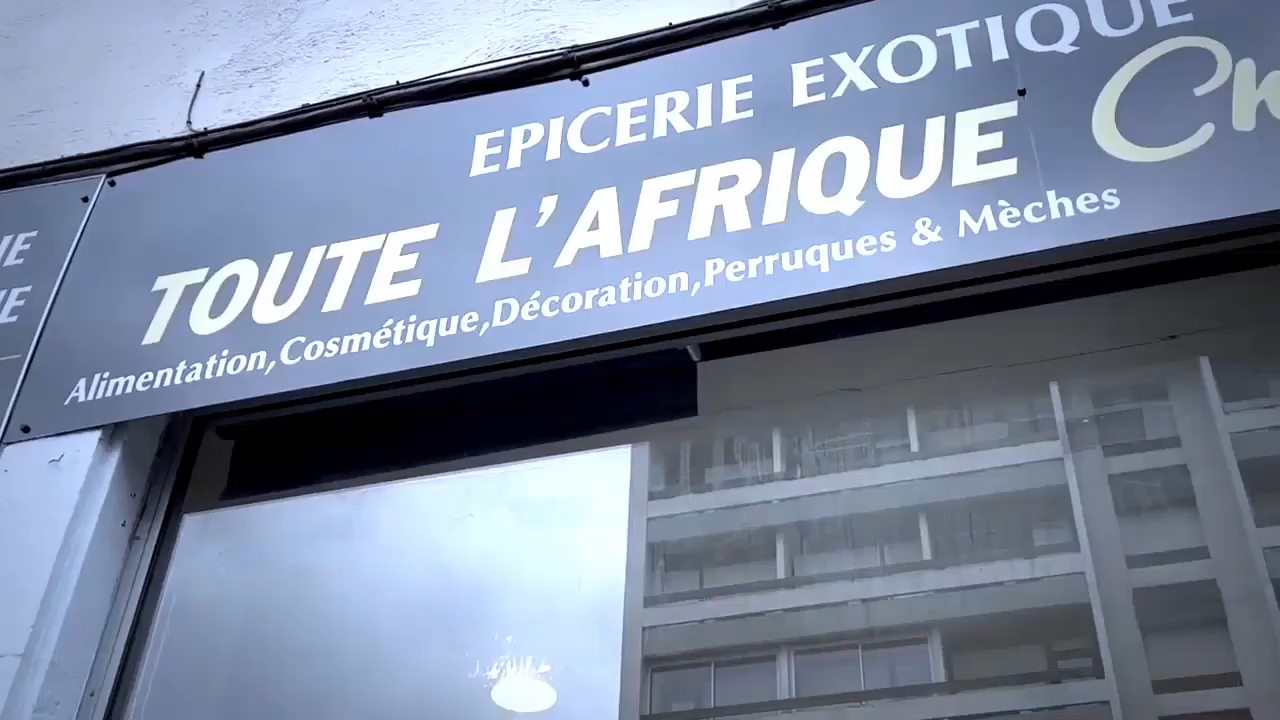 EPICERIE EXOTIQUE
TOUTE L'AFRIQUE
Alimentation,Cosmétique,Décoration,Perruques & Mèches